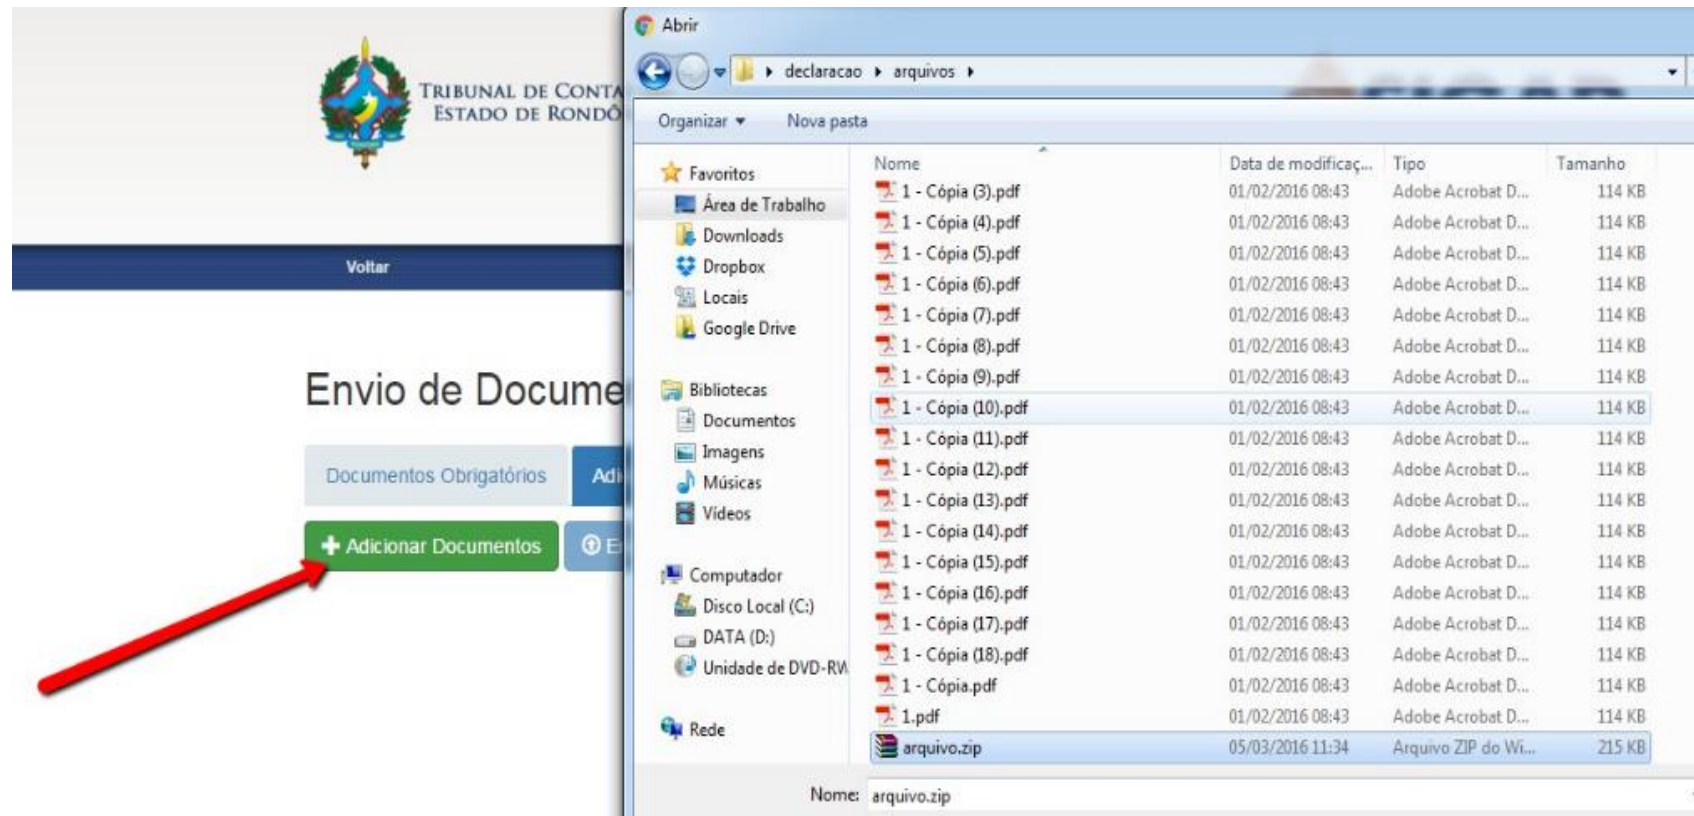 TRIBUNAL DE CONTA
ESTADO DE RONDÔ
Voltar
Envio de Docume
Documentos Obrigatórios
Adi
Adicionar Documentos
E
Abrir
declaracao arquivos
Organizar Nova pasta
Favoritos
Área de Trabalho
Downloads
Dropbox
Locais
Google Drive
Bibliotecas
Documentos
Imagens
Músicas
Vídeos
Computador
Disco Local (C:)
DATA (D:)
Unidade de DVD-RW
Rede
Nome Data de modificaç... Tipo Tamanho
1 - Cópia (3).pdf 01/02/2016 08:43 Adobe Acrobat D... 114 KB
1 - Cópia (4).pdf 01/02/2016 08:43 Adobe Acrobat D... 114 KB
1 - Cópia (5).pdf 01/02/2016 08:43 Adobe Acrobat D... 114 KB
1 - Cópia (6).pdf 01/02/2016 08:43 Adobe Acrobat D... 114 KB
1 - Cópia (7).pdf 01/02/2016 08:43 Adobe Acrobat D... 114 KB
1 - Cópia (8).pdf 01/02/2016 08:43 Adobe Acrobat D... 114 KB
1 - Cópia (9).pdf 01/02/2016 08:43 Adobe Acrobat D... 114 KB
1 - Cópia (10).pdf 01/02/2016 08:43 Adobe Acrobat D... 114 KB
1 - Cópia (11).pdf 01/02/2016 08:43 Adobe Acrobat D... 114 KB
1 - Cópia (12).pdf 01/02/2016 08:43 Adobe Acrobat D... 114 KB
1 - Cópia (13).pdf 01/02/2016 08:43 Adobe Acrobat D... 114 KB
1 - Cópia (14).pdf 01/02/2016 08:43 Adobe Acrobat D... 114 KB
1 - Cópia (15).pdf 01/02/2016 08:43 Adobe Acrobat D... 114 KB
1 - Cópia (16).pdf 01/02/2016 08:43 Adobe Acrobat D... 114 KB
1 - Cópia (17).pdf 01/02/2016 08:43 Adobe Acrobat D... 114 KB
1 - Cópia (18).pdf 01/02/2016 08:43 Adobe Acrobat D... 114 KB
1 - Cópia.pdf 01/02/2016 08:43 Adobe Acrobat D... 114 KB
1.pdf 01/02/2016 08:43 Adobe Acrobat D... 114 KB
arquivo.zip 05/03/2016 11:34 Arquivo ZIP do Wi... 215 KB
Nome: arquivo.zip